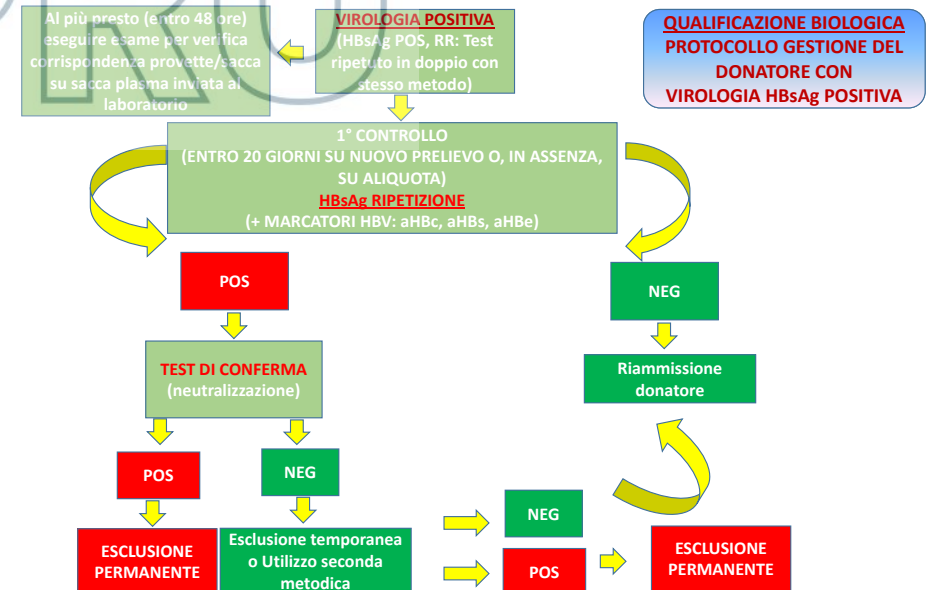 Al più presto (entro 48 ore)
eseguire esame per verifica
corrispondenza provette/sacca
su sacca plasma inviata al
laboratorio
VIROLOGIA POSITIVA
(HBsAg POS, RR: Test
ripetuto in doppio con
stesso metodo)
QUALIFICAZIONE BIOLOGICA
PROTOCOLLO GESTIONE DEL
DONATORE CON
VIROLOGIA HBsAg POSITIVA
1° CONTROLLO
(ENTRO 20 GIORNI SU NUOVO PRELIEVO O, IN ASSENZA,
SU ALIQUOTA)
HBsAg RIPETIZIONE
(+ MARCATORI HBV: aHBc, aHBs, aHBe)
POS
NEG
TEST DI CONFERMA
(neutralizzazione)
Riammissione
donatore
POS
NEG
ESCLUSIONE
PERMANENTE
Esclusione temporanea
o Utilizzo seconda
metodica
NEG
POS
ESCLUSIONE
PERMANENTE